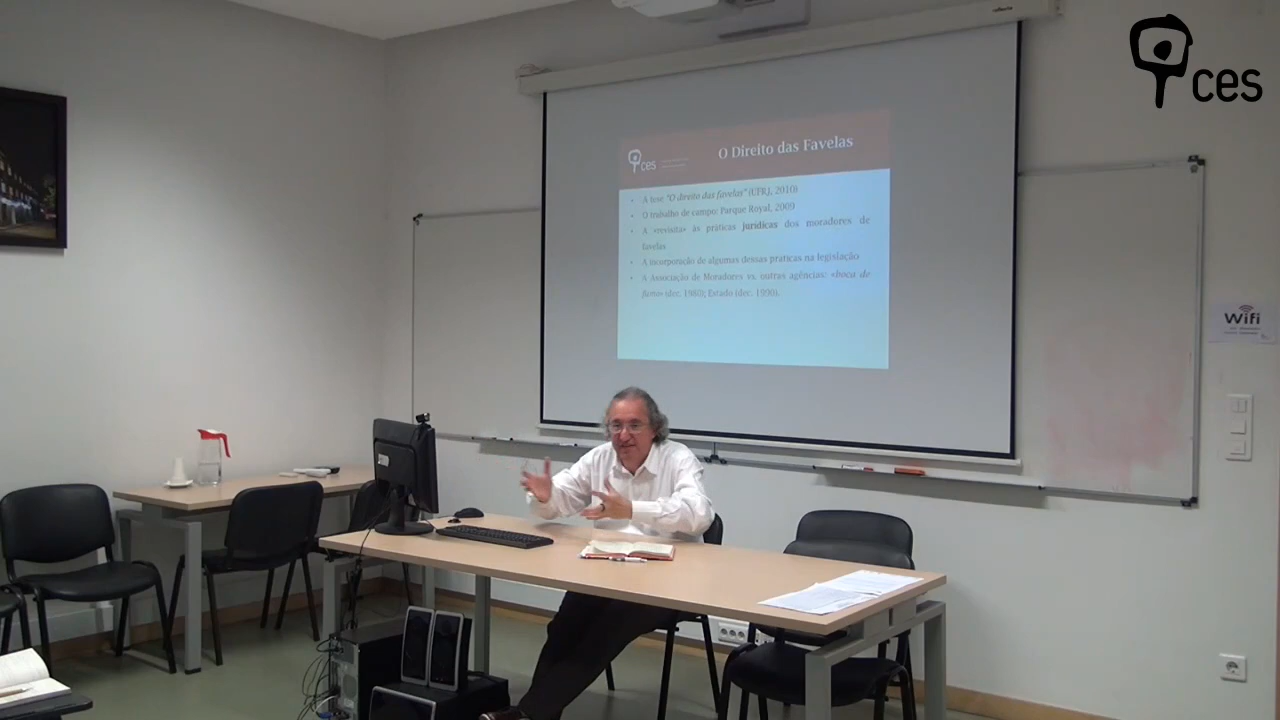 ces
O Direito das Favelas
ces
A tese "O direito das favelas" (UFRJ, 2010)
O trabalho de campo: Parque Royal, 2009
A «revisita» às práticas jurídicas dos moradores de
favelas
A incorporação de algumas dessas práticas na legislação
A Associação de Moradores vs. outras agências: «boca de
fumo» (dec. 1980); Estado (dec. 1990).
Wifi